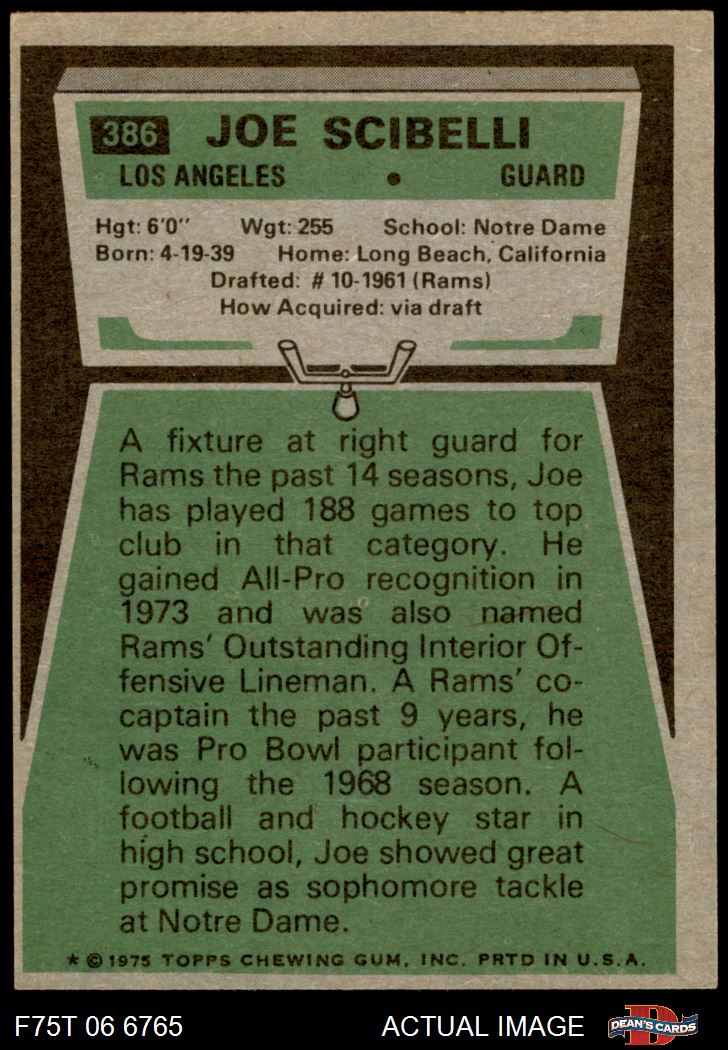 386 JOE SCIBELLI
LOS ANGELES • GUARD
Hgt: 6'0" Wgt: 255 School: Notre Dame
Born: 4-19-39 Home: Long Beach, California
Drafted: # 10-1961 (Rams)
How Acquired: via draft
A fixture at right guard for
Rams the past 14 seasons, Joe
has played 188 games to top
club in that category. He
gained All-Pro recognition in
1973 and was also named
Rams' Outstanding Interior Of-
fensive Lineman. A Rams' co-
captain the past 9 years, he
was Pro Bowl participant fol-
lowing the 1968 season. A
football and hockey star in
high school, Joe showed great
promise as sophomore tackle
at Notre Dame.
* © 1975 TOPPS CHEWING GUM, INC. PRTD IN U.S.A.
F75T 06 6765 ACTUAL IMAGE D DEAN'S CARDS